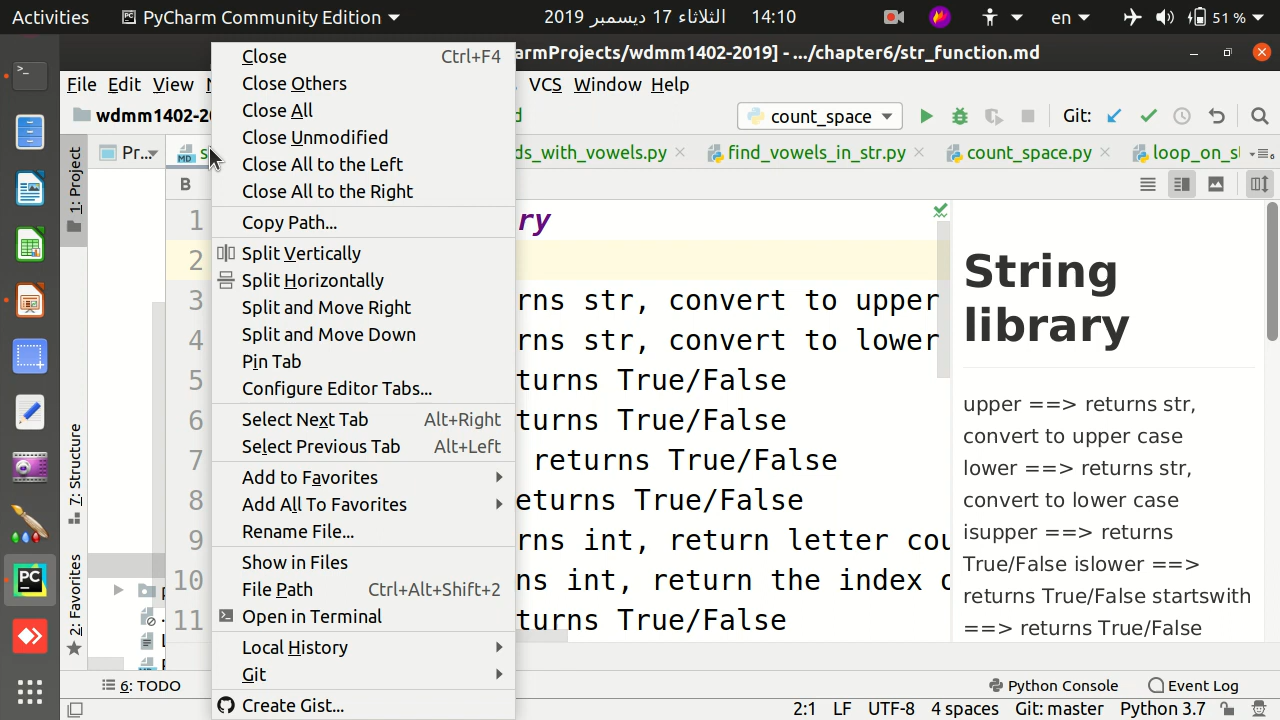 Activities PyCharm Community Edition الثلاثاء 17 ديسمبر 2019 14:10 en 51 %
armProjects/wdmm1402-2019] - .../chapter6/str_function.md
File Edit View VCS Window Help
wdmm1402-2 count_space Git:
Pr... ds_with_vowels.py find_vowels_in_str.py count_space.py loop_on_s
B
Close Ctrl+F4
Close Others
Close All
Close Unmodified
Close All to the Left
Close All to the Right
Copy Path...
Split Vertically
Split Horizontally
Split and Move Right
Split and Move Down
Pin Tab
Configure Editor Tabs...
Select Next Tab Alt+Right
Select Previous Tab Alt+Left
Add to Favorites
Add All To Favorites
Rename File...
Show in Files
File Path Ctrl+Alt+Shift+2
Open in Terminal
Local History
Git
Create Gist...
1: Project
7: Structure
2: Favorites
1 ry
2
3 rns str, convert to upper
4 rns str, convert to lower
5 turns True/False
6 turns True/False
7 returns True/False
8 eturns True/False
9 rns int, return letter cou
10 ns int, return the index o
11 turns True/False
String
library
upper ==> returns str,
convert to upper case
lower ==> returns str,
convert to lower case
isupper ==> returns
True/False islower ==>
returns True/False startswith
==> returns True/False
6: TODO Python Console Event Log
2:1 LF UTF-8 4 spaces Git: master Python 3.7